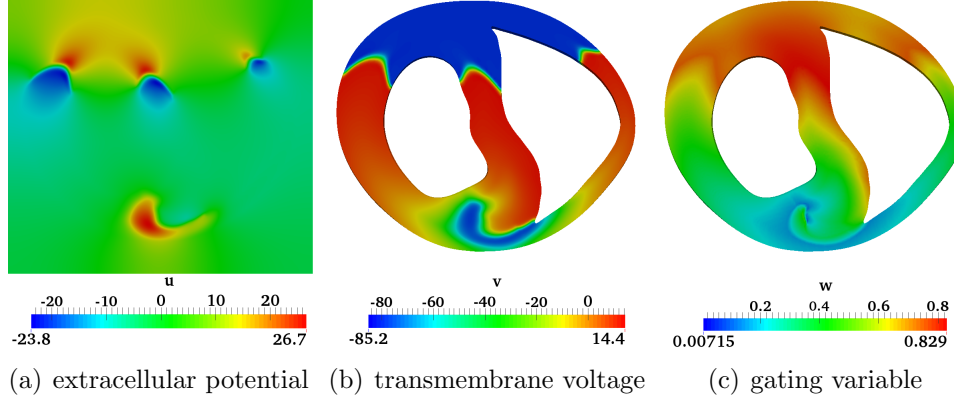 u v w
-20 -10 0 10 20 -80 -60 -40 -20 0 0.2 0.4 0.6 0.8
-23.8 26.7 -85.2 14.4 0.00715 0.829
(a) extracellular potential (b) transmembrane voltage (c) gating variable